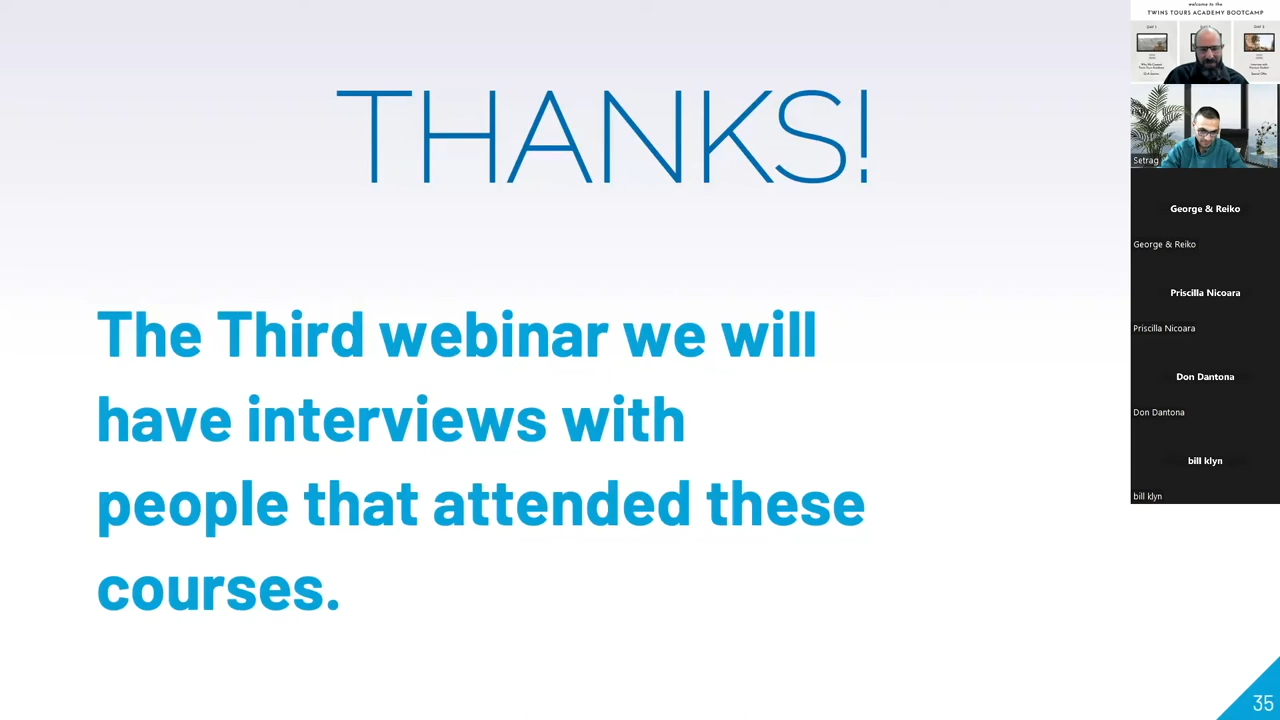 THANKS!
The Third webinar we will
have interviews with
people that attended these
courses.
35
welcome to the
TWINS TOURS ACADEMY BOOTCAMP
DAY 1
Setrag
George & Reiko
George & Reiko
Priscilla Nicoara
Priscilla Nicoara
Don Dantona
Don Dantona
bill klyn
bill klyn